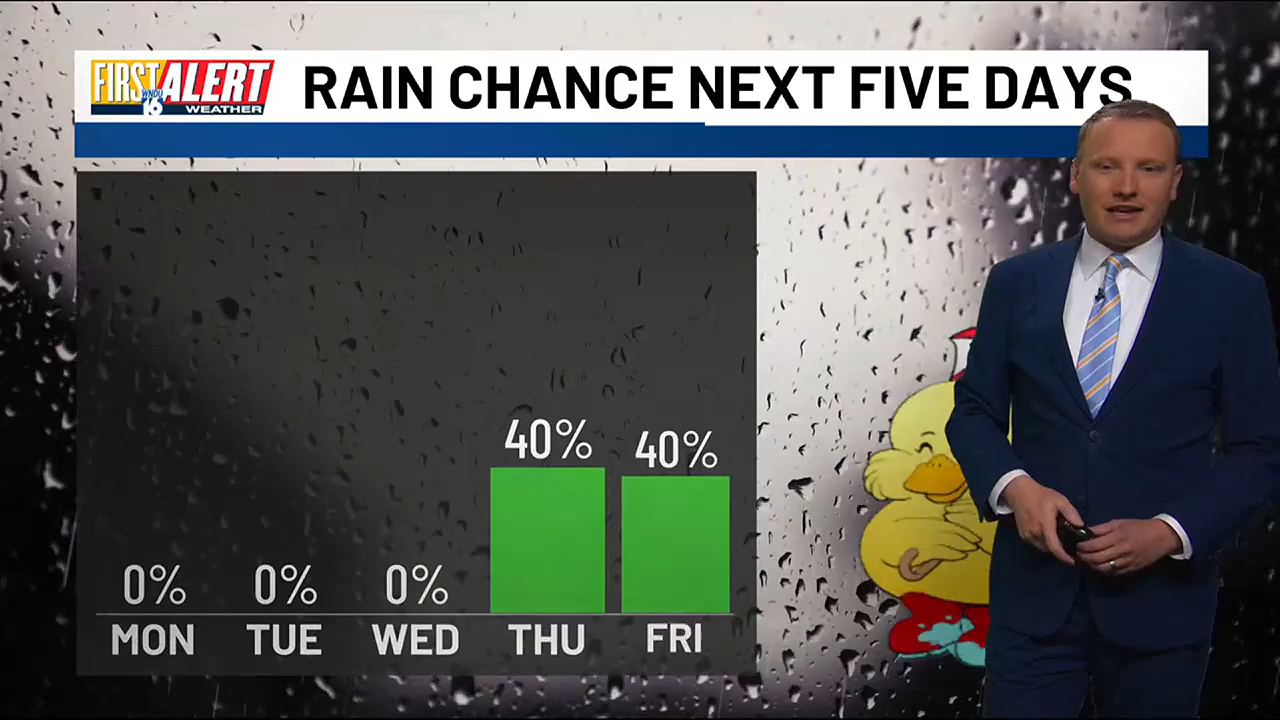 FIRST ALERT
WNDU
16 WEATHER
RAIN CHANCE NEXT FIVE DAYS
40% 40%
0% 0% 0%
MON TUE WED THU FRI